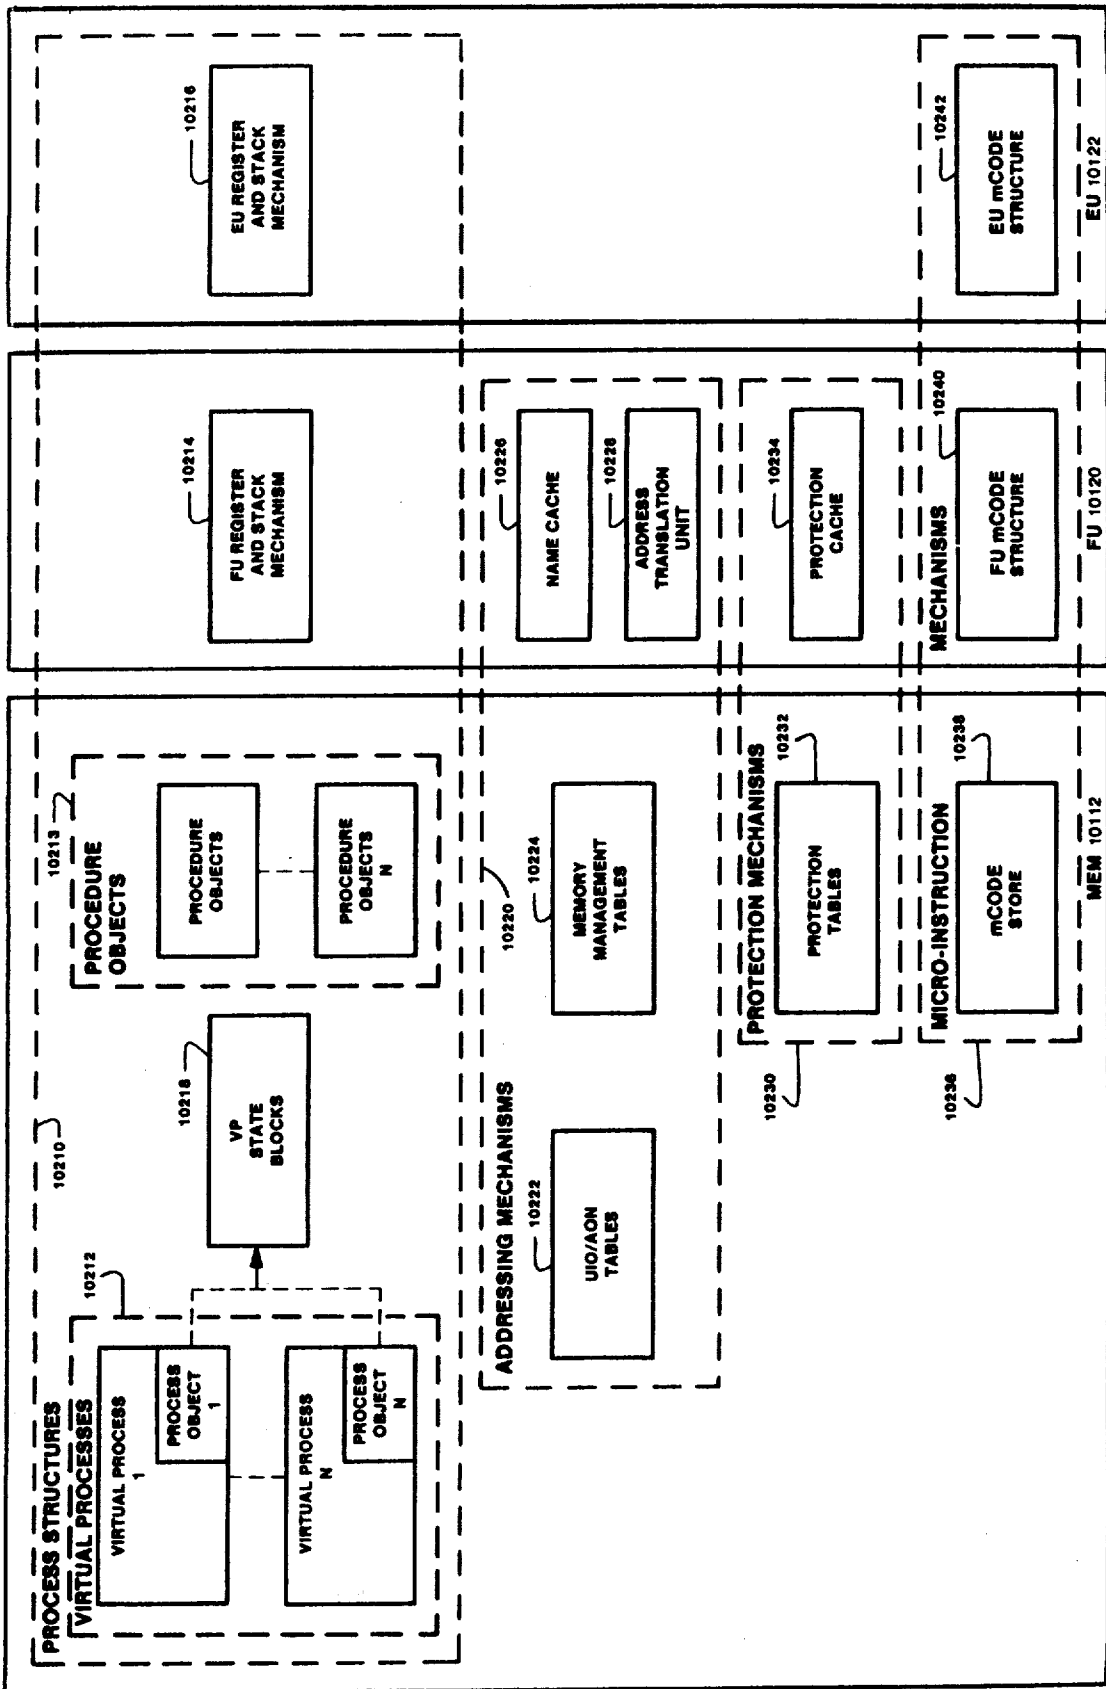 PROCESS STRUCTURES
10210
VIRTUAL PROCESSES
10212
VIRTUAL PROCESS
1
PROCESS
OBJECT
1
VIRTUAL PROCESS
N
PROCESS
OBJECT
N
10218
VP
STATE
BLOCKS
10213
PROCEDURE
OBJECTS
PROCEDURE
OBJECTS
PROCEDURE
OBJECTS
N
10214
FU REGISTER
AND STACK
MECHANISM
10216
EU REGISTER
AND STACK
MECHANISM
ADDRESSING MECHANISMS
10220
10222
UIO/AON
TABLES
10224
MEMORY
MANAGEMENT
TABLES
10226
NAME CACHE
10228
ADDRESS
TRANSLATION
UNIT
10230
PROTECTION MECHANISMS
10232
PROTECTION
TABLES
10234
PROTECTION
CACHE
10236
MICRO-INSTRUCTION
MECHANISMS
10238
mCODE
STORE
10240
FU mCODE
STRUCTURE
10242
EU mCODE
STRUCTURE
MEM 10112
FU 10120
EU 10122